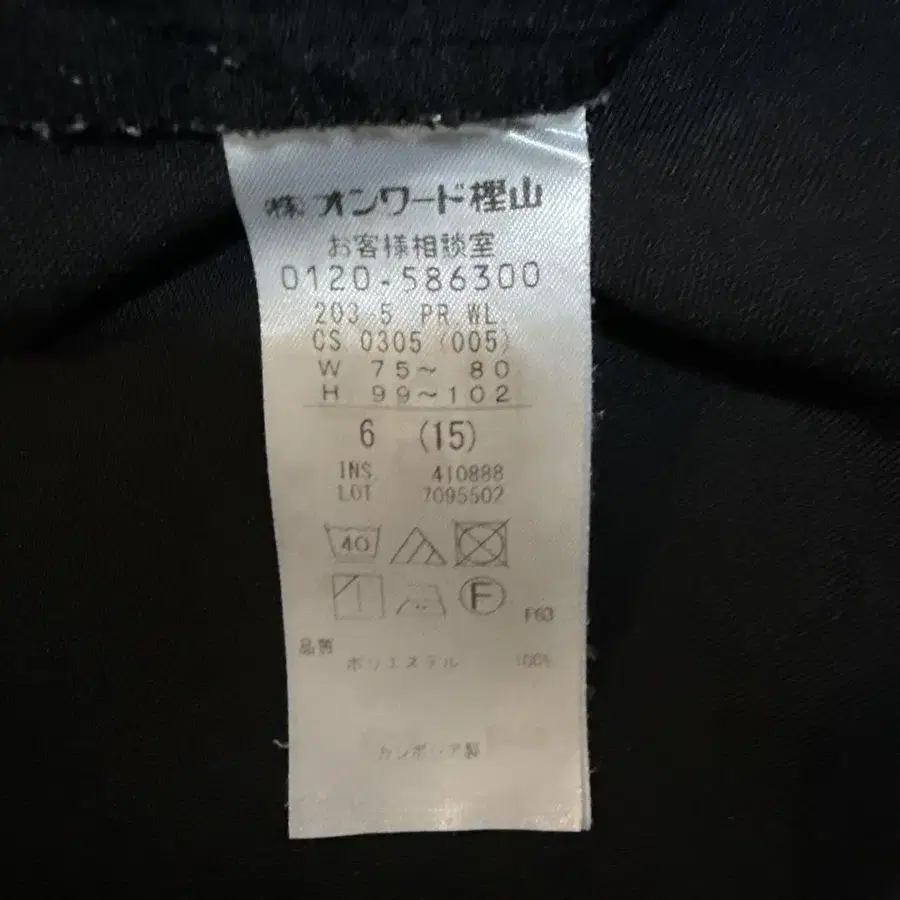 ㈱ オンワード樫山
お客様相談室
0120-586300
203 5 PR WL
CS 0305 (005)
W 75～ 80
H 99～102
6 (15)
INS. 410888
LOT 7095502
40
F
F63
品質
ポリエステル 100%
カンボジア製